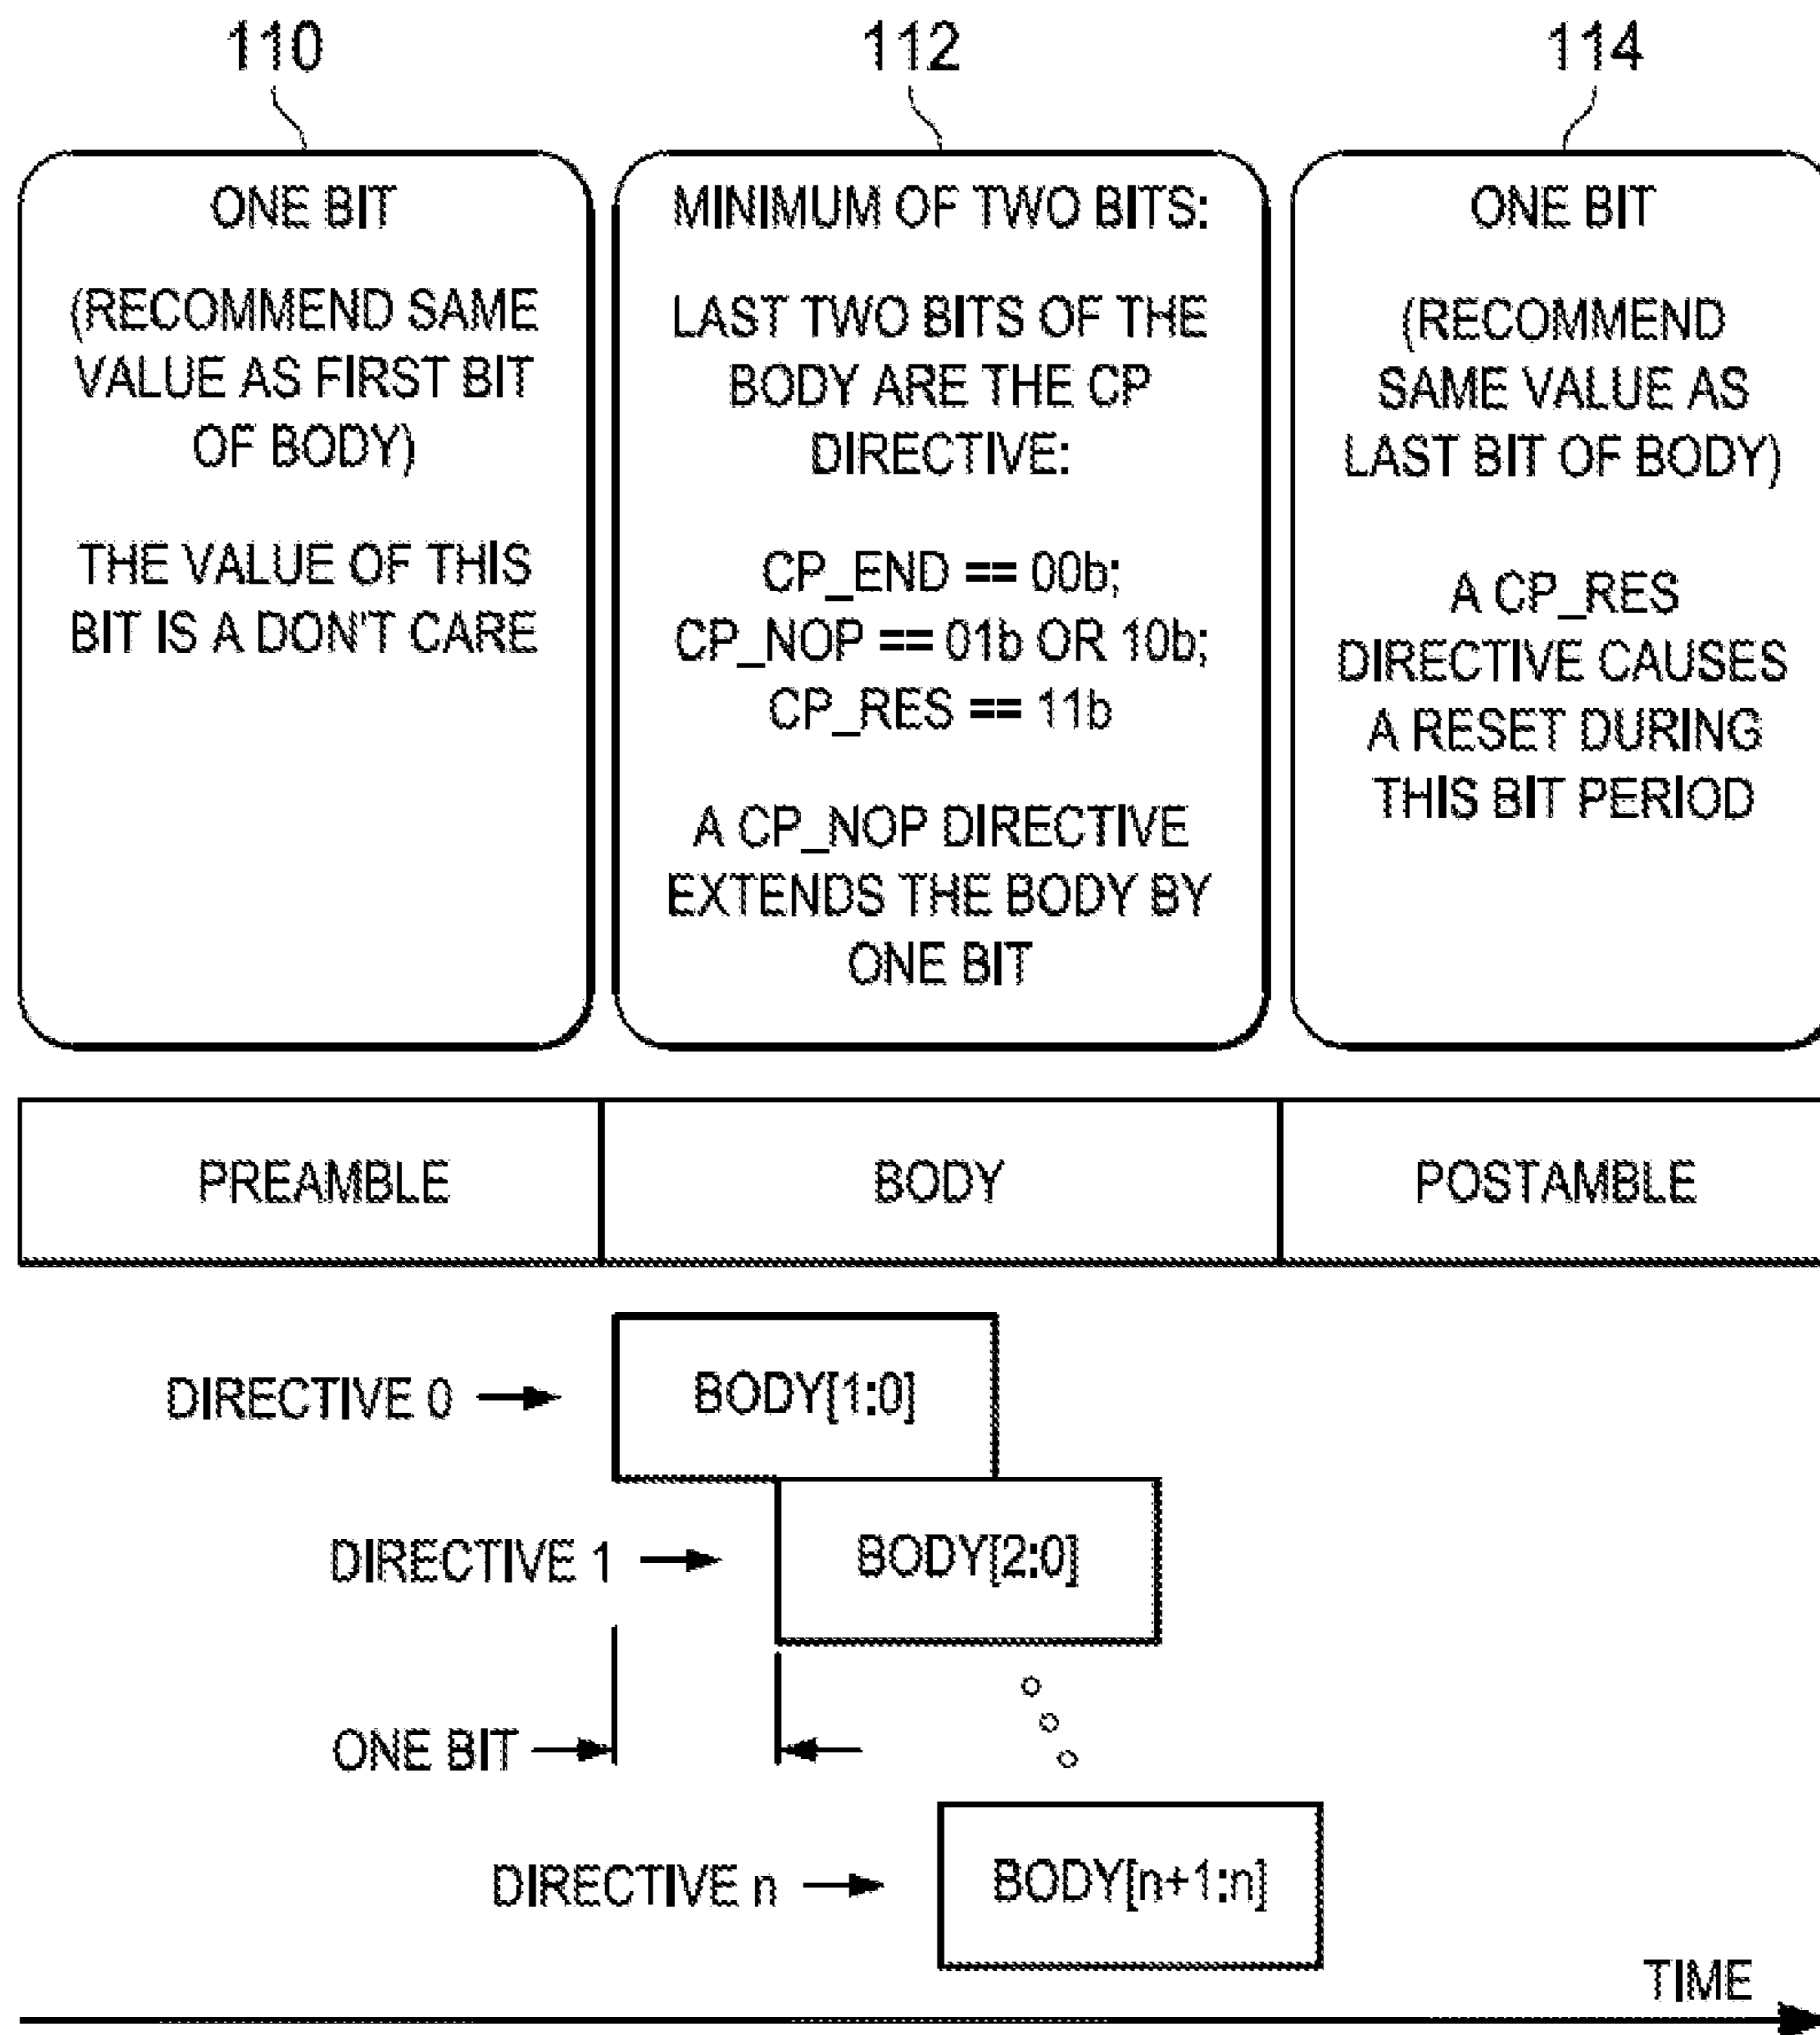 110
112
114
ONE BIT
(RECOMMEND SAME
VALUE AS FIRST BIT
OF BODY)
THE VALUE OF THIS
BIT IS A DON'T CARE
MINIMUM OF TWO BITS:
LAST TWO BITS OF THE
BODY ARE THE CP
DIRECTIVE:
CP_END == 00b;
CP_NOP == 01b OR 10b;
CP_RES == 11b
A CP_NOP DIRECTIVE
EXTENDS THE BODY BY
ONE BIT
ONE BIT
(RECOMMEND
SAME VALUE AS
LAST BIT OF BODY)
A CP_RES
DIRECTIVE CAUSES
A RESET DURING
THIS BIT PERIOD
PREAMBLE
BODY
POSTAMBLE
DIRECTIVE 0
BODY[1:0]
DIRECTIVE 1
BODY[2:0]
ONE BIT
DIRECTIVE n
BODY[n+1:n]
TIME